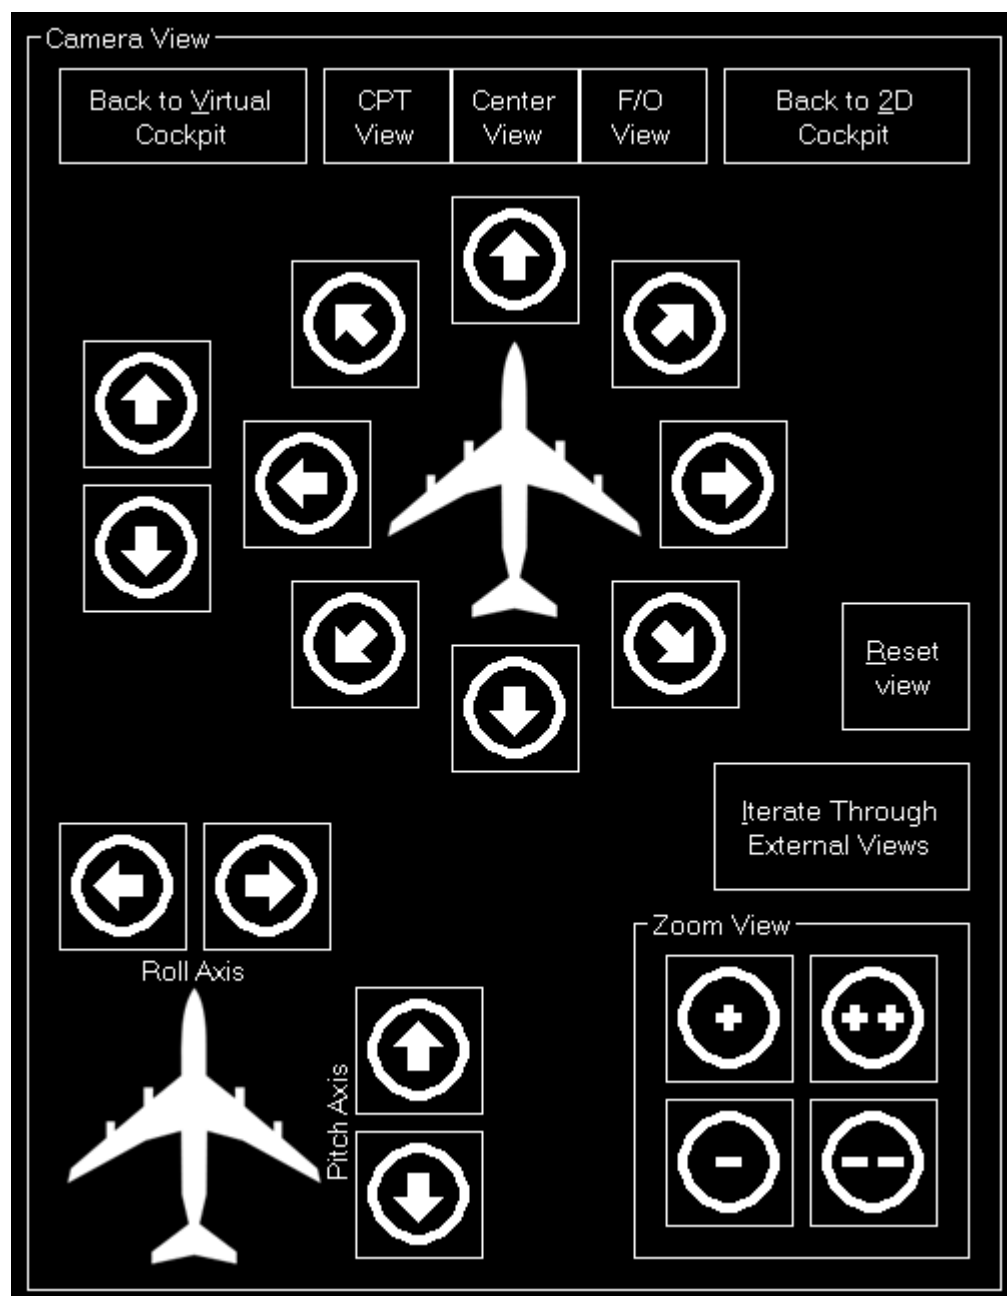 Camera View
Back to Virtual
Cockpit
CPT
View
Center
View
F/O
View
Back to 2D
Cockpit
Reset
view
Iterate Through
External Views
Roll Axis
Pitch Axis
Zoom View
+
++
-
--